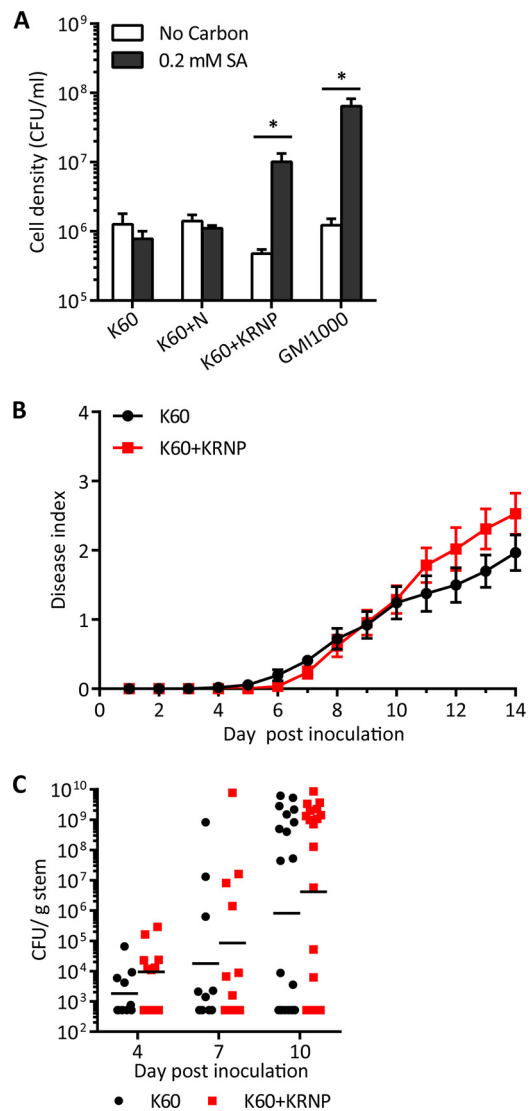 A
No Carbon
0.2 mM SA
Cell density (CFU/ml)
10⁹
10⁸
10⁷
10⁶
10⁵
*
*
K60
K60+N
K60+KRNP
GMI1000
B
K60
K60+KRNP
Disease index
4
3
2
1
0
0 2 4 6 8 10 12 14
Day post inoculation
C
CFU/ g stem
10¹⁰
10⁹
10⁸
10⁷
10⁶
10⁵
10⁴
10³
10²
4 7 10
Day post inoculation
K60 K60+KRNP